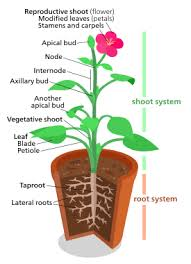 Reproductive shoot (flower)
Modified leaves (petals)
Stamens and carpels
Apical bud
Node
Internode
Axillary bud
Another
apical bud
Vegetative shoot
Leaf
Blade
Petiole
Taproot
Lateral roots
shoot system
root system